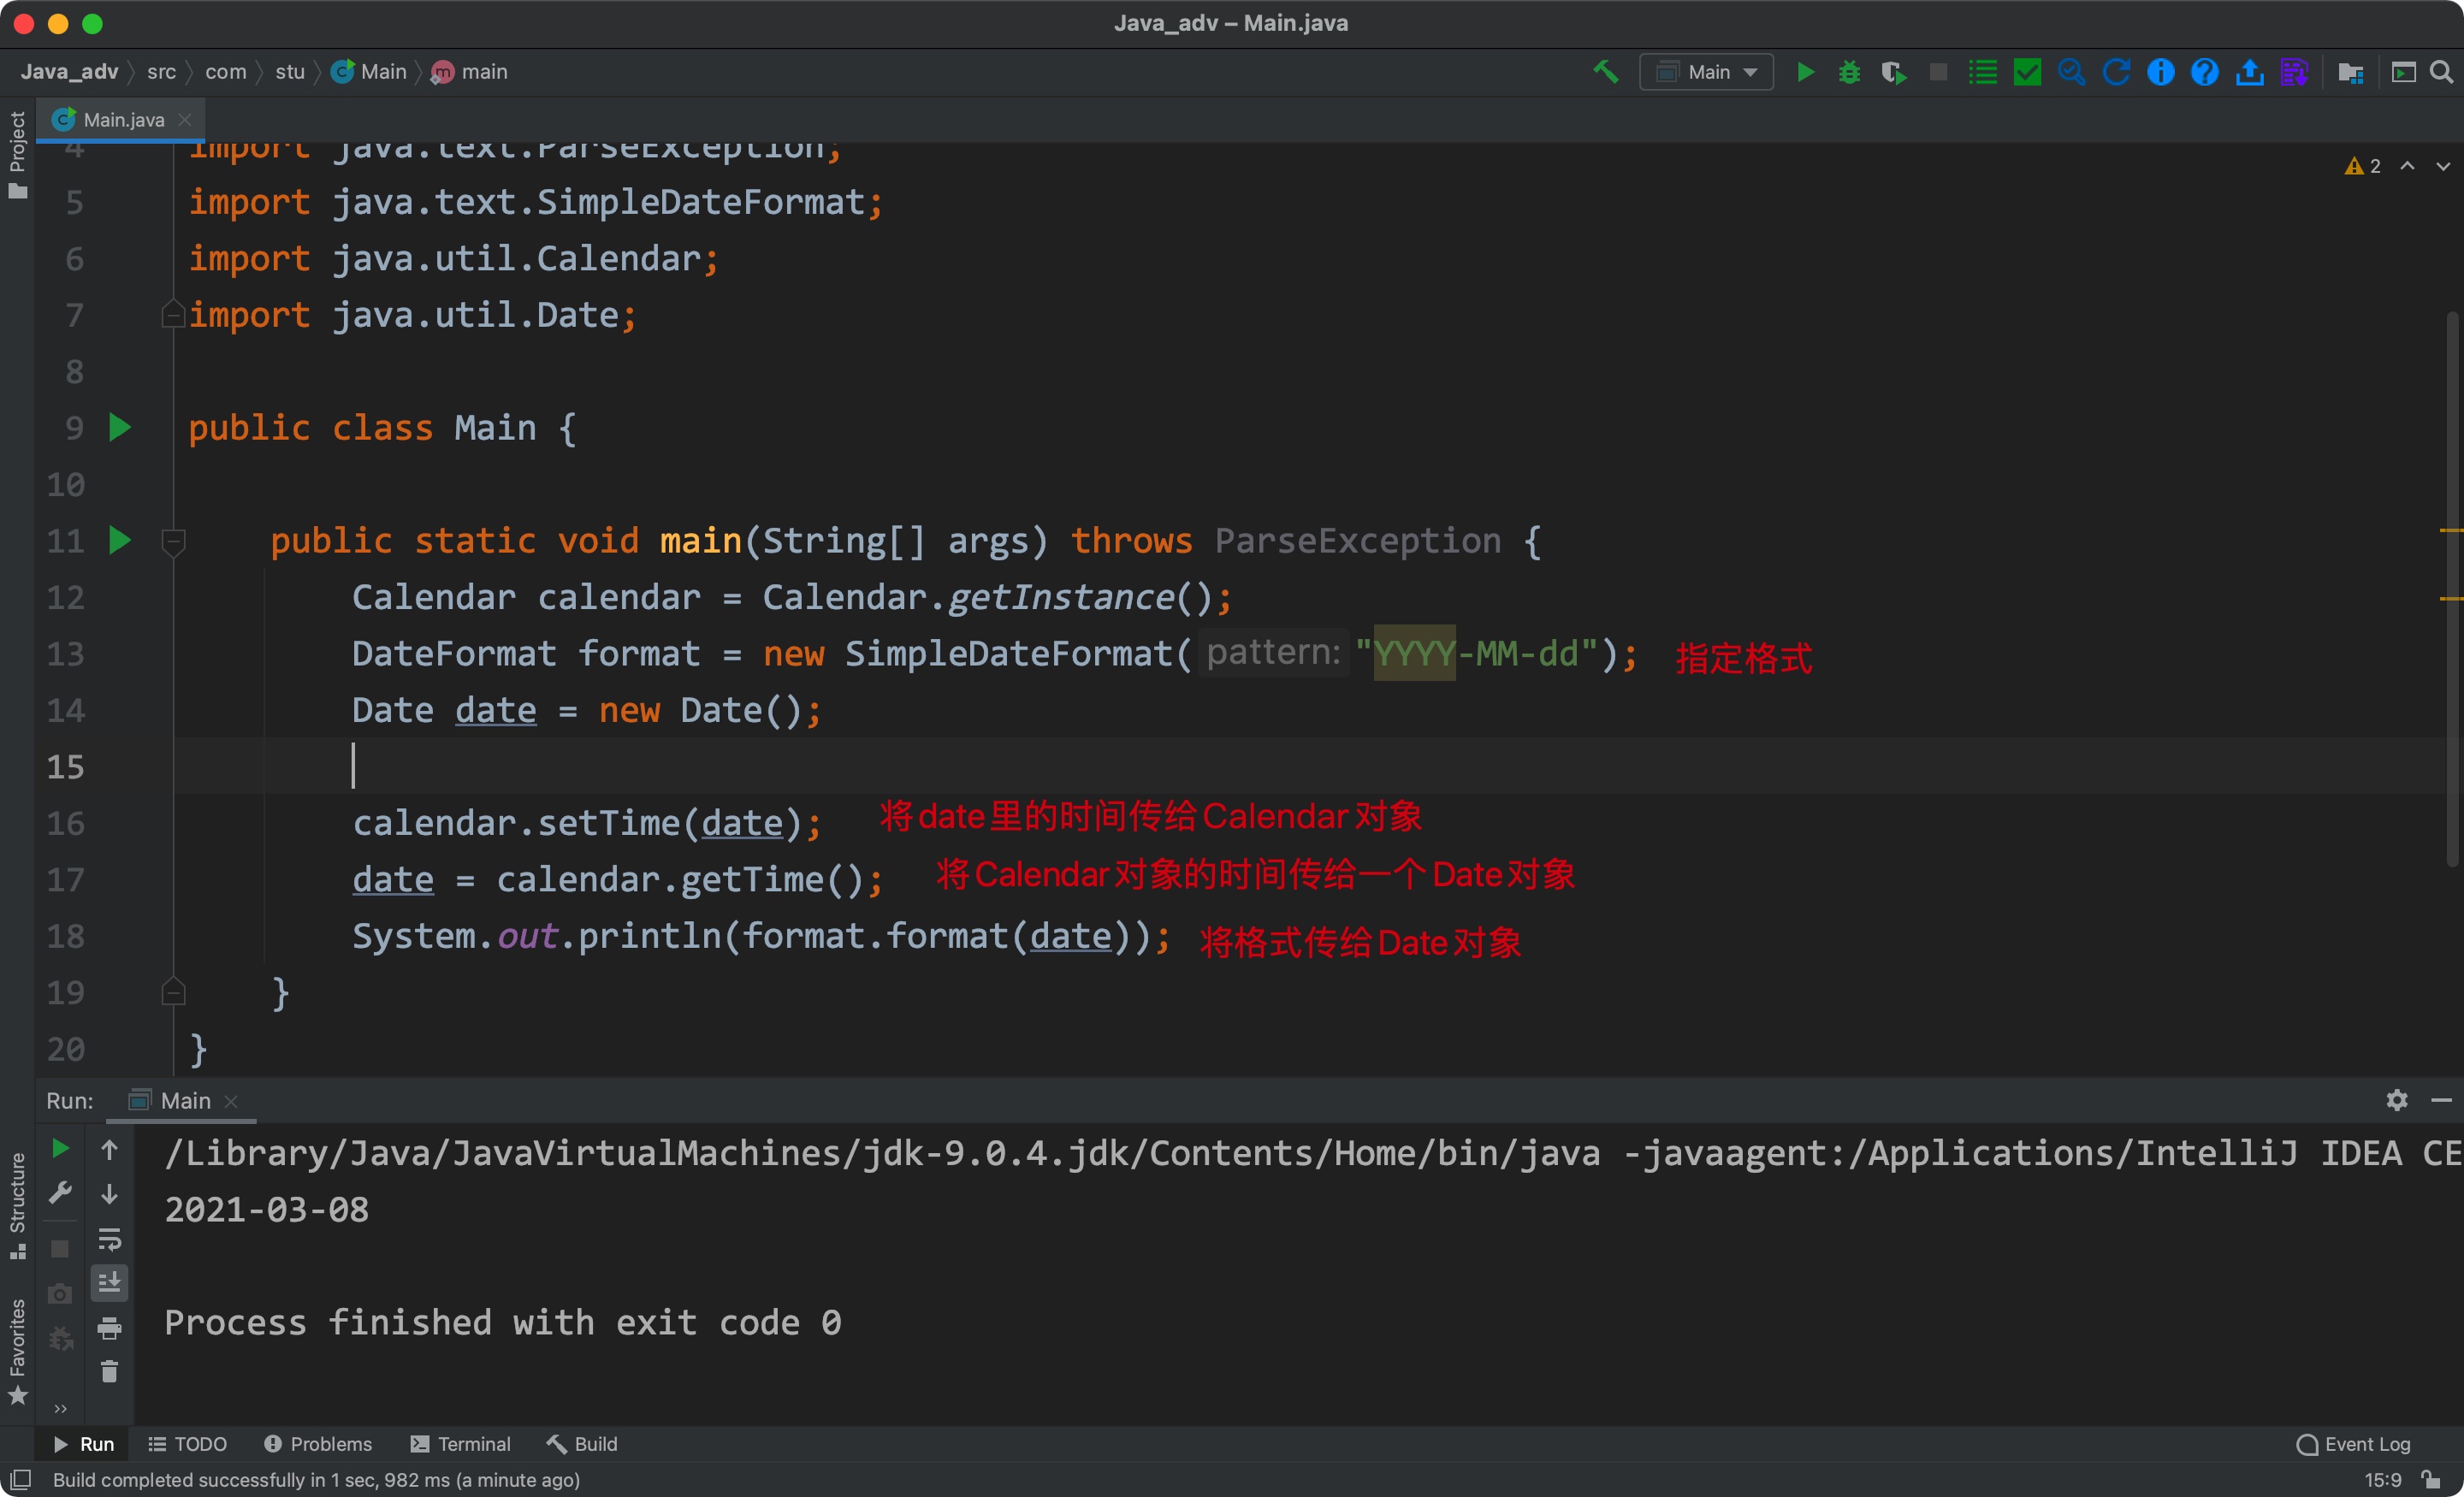 Java_adv – Main.java
Java_adv src com stu Main main
Main
Project
Main.java
4 import java.text.ParseException;
2
5 import java.text.SimpleDateFormat;
6 import java.util.Calendar;
7 import java.util.Date;
8
9 public class Main {
10
11 public static void main(String[] args) throws ParseException {
12 Calendar calendar = Calendar.getInstance();
13 DateFormat format = new SimpleDateFormat( pattern: "YYYY-MM-dd"); 指定格式
14 Date date = new Date();
15
16 calendar.setTime(date); 将date里的时间传给Calendar对象
17 date = calendar.getTime(); 将Calendar对象的时间传给一个Date对象
18 System.out.println(format.format(date)); 将格式传给Date对象
19 }
20 }
Run: Main
/Library/Java/JavaVirtualMachines/jdk-9.0.4.jdk/Contents/Home/bin/java -javaagent:/Applications/IntelliJ IDEA CE
2021-03-08
Process finished with exit code 0
Structure
Favorites
Run TODO Problems Terminal Build Event Log
Build completed successfully in 1 sec, 982 ms (a minute ago) 15:9